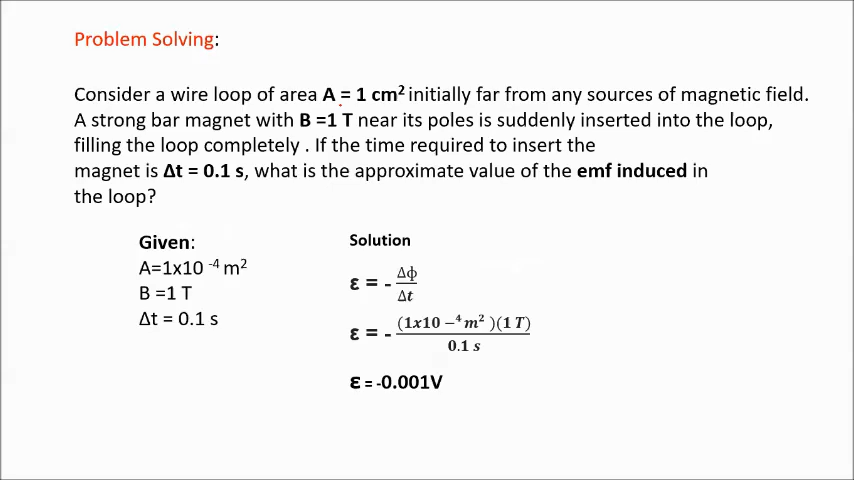 Problem Solving:
Consider a wire loop of area A = 1 cm² initially far from any sources of magnetic field.
A strong bar magnet with B =1 T near its poles is suddenly inserted into the loop,
filling the loop completely . If the time required to insert the
magnet is Δt = 0.1 s, what is the approximate value of the emf induced in
the loop?
Given:
A=1x10 ⁻⁴ m²
B =1 T
Δt = 0.1 s
Solution
ε = - Δϕ/Δt
ε = - (1x10 −⁴ m² )(1 T)/0.1 s
ε = -0.001V